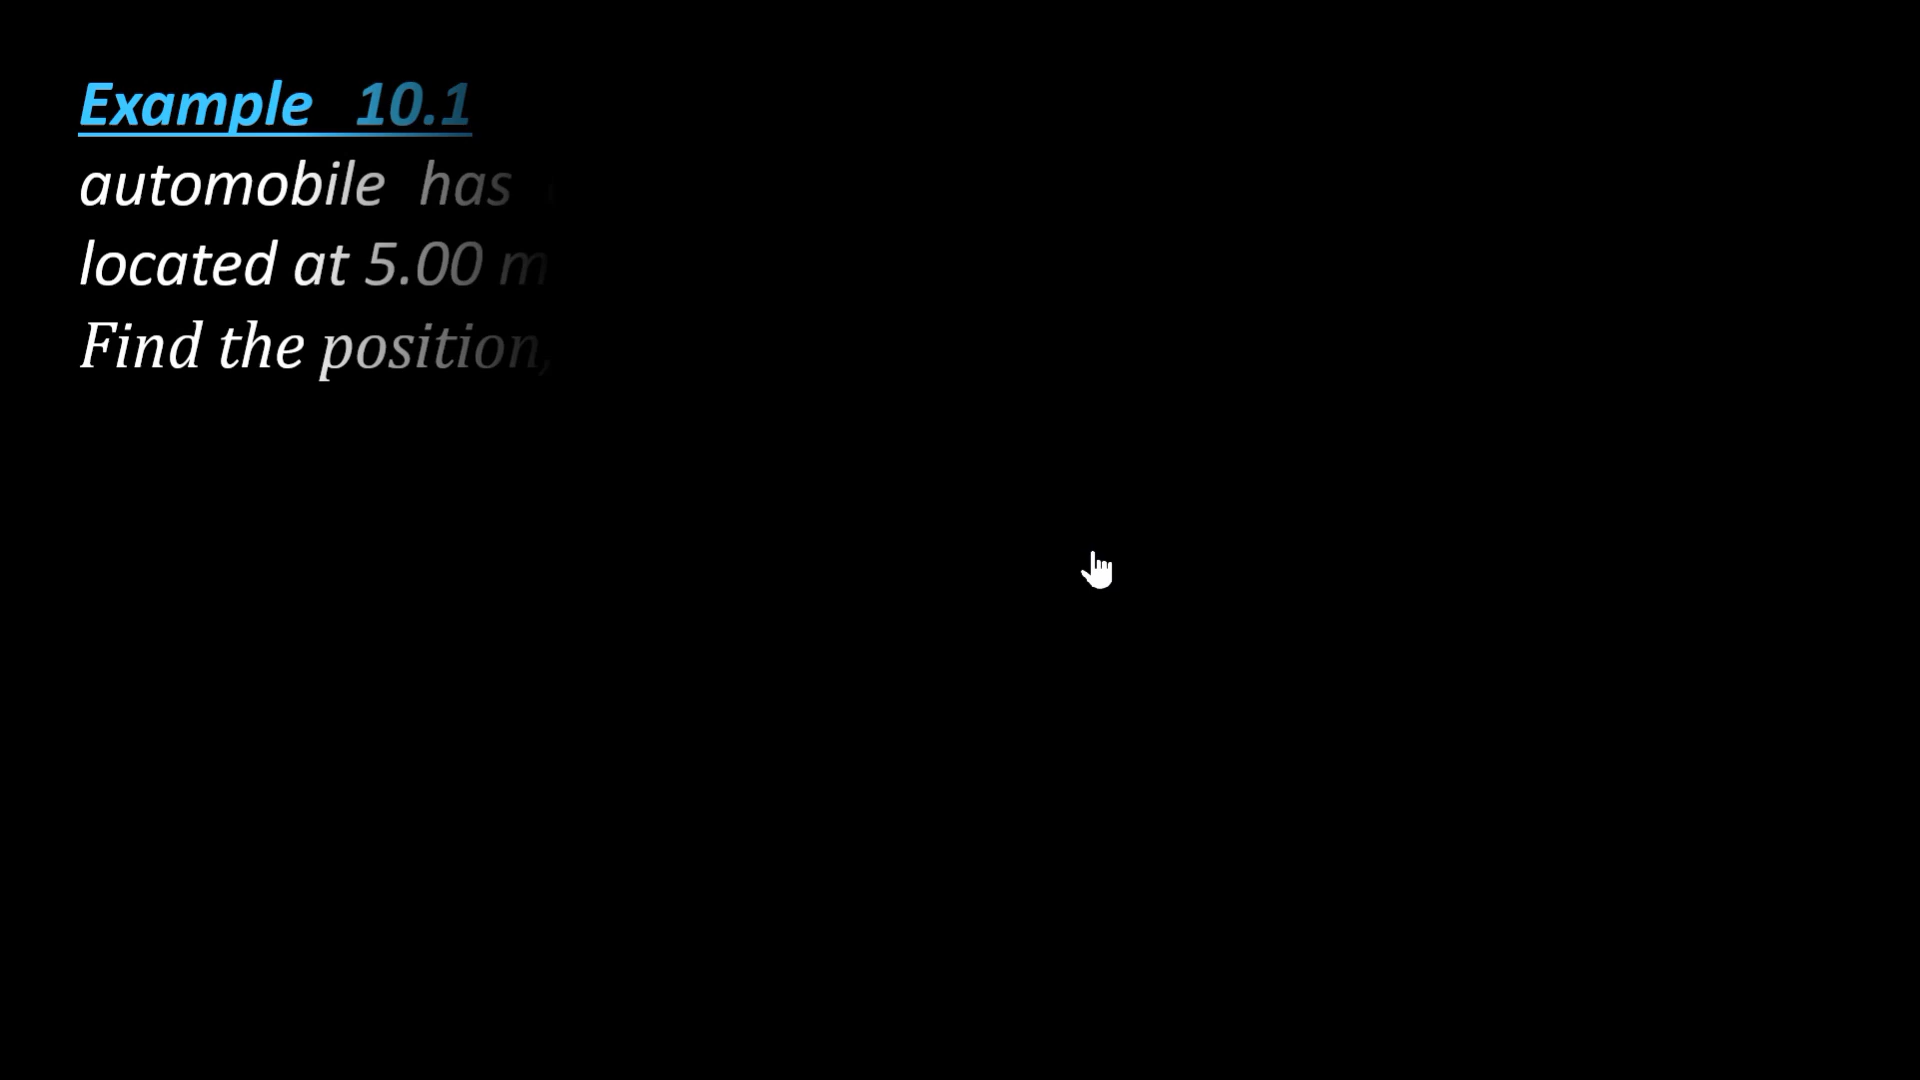 Example 10.1
automobile has
located at 5.00 m
Find the position,